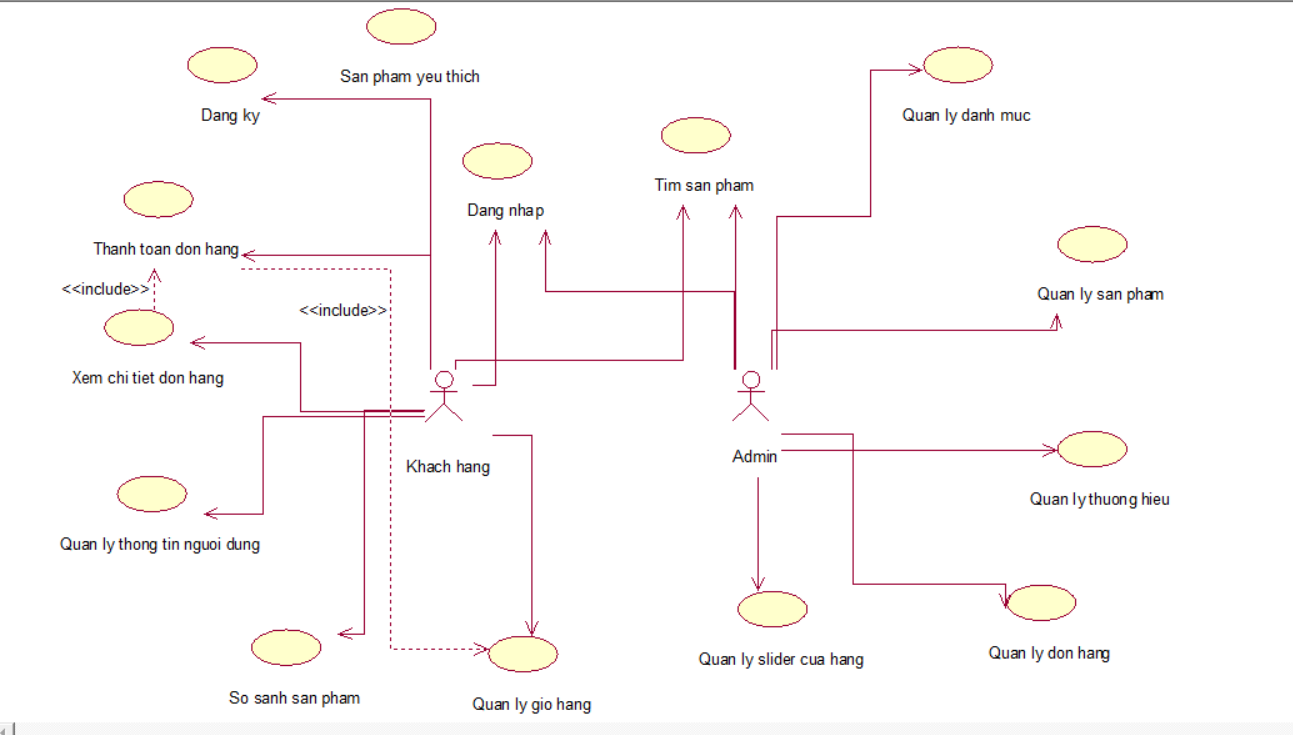 San pham yeu thich
Dang ky
Quan ly danh muc
Tim san pham
Dang nhap
Thanh toan don hang
<<include>>
<<include>>
Quan ly san pham
Xem chi tiet don hang
Khach hang
Admin
Quan ly thuong hieu
Quan ly thong tin nguoi dung
Quan ly slider cua hang
Quan ly don hang
So sanh san pham
Quan ly gio hang